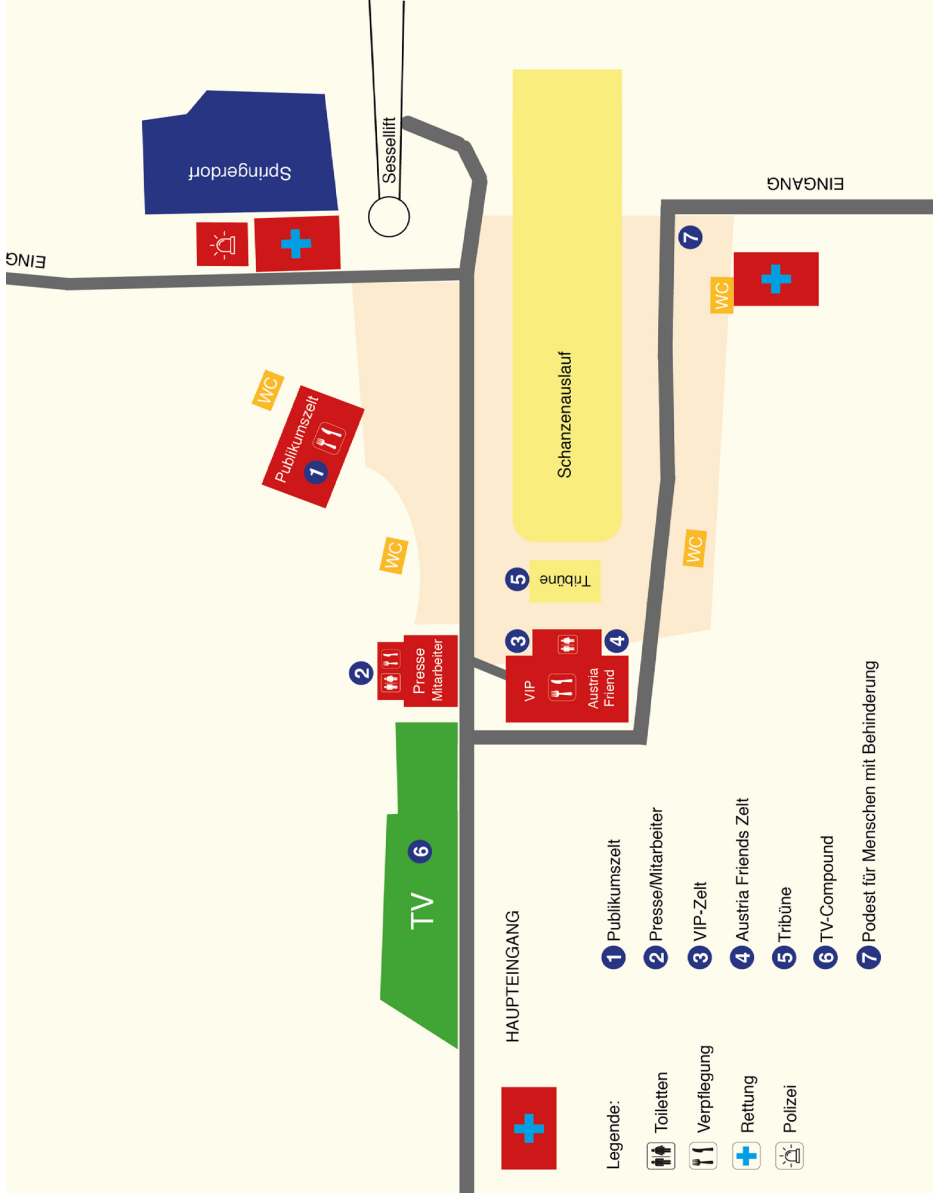 EING
Springerdorf
WC
Publikumszelt
1
WC
Sessellift
2
Presse
Mitarbeiter
TV 6
HAUPTEINGANG
3
VIP
Austria
Friend
4
5
Tribüne
Schanzenauslauf
WC
WC
7
EINGANG
Legende:
Toiletten
Verpflegung
Rettung
Polizei
1 Publikumszelt
2 Presse/Mitarbeiter
3 VIP-Zelt
4 Austria Friends Zelt
5 Tribüne
6 TV-Compound
7 Podest für Menschen mit Behinderung